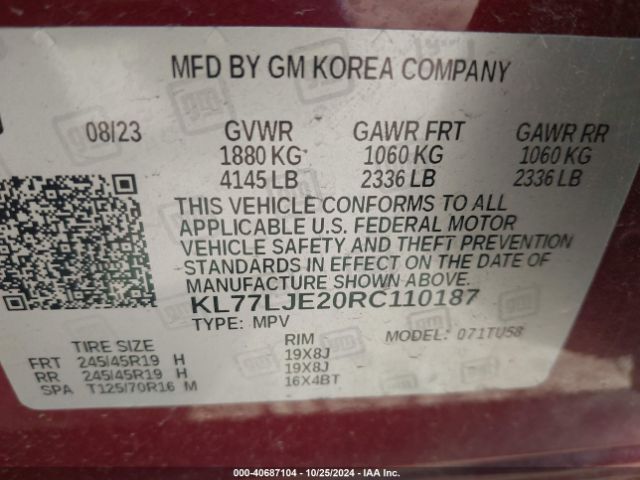 MFD BY GM KOREA COMPANY
08/23 GVWR GAWR FRT GAWR RR
1880 KG 1060 KG 1060 KG
4145 LB 2336 LB 2336 LB
THIS VEHICLE CONFORMS TO ALL
APPLICABLE U.S. FEDERAL MOTOR
VEHICLE SAFETY AND THEFT PREVENTION
STANDARDS IN EFFECT ON THE DATE OF
MANUFACTURE SHOWN ABOVE.
KL77LJE20RC110187
TYPE: MPV MODEL: 071TU58
TIRE SIZE RIM
FRT 245/45R19 H 19X8J
RR 245/45R19 H 19X8J
SPA T125/70R16 M 16X4BT
000-40687104 - 10/25/2024 - IAA Inc.